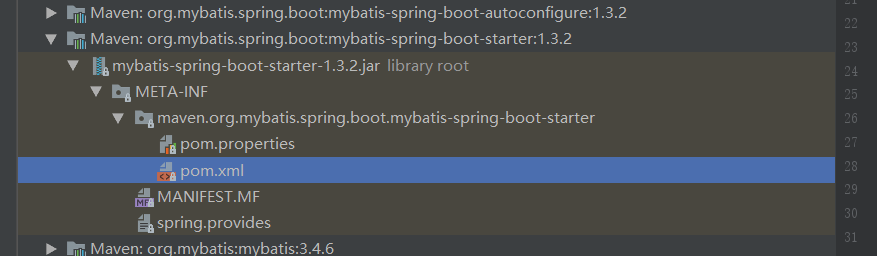 Maven: org.mybatis.spring.boot:mybatis-spring-boot-autoconfigure:1.3.2
22
Maven: org.mybatis.spring.boot:mybatis-spring-boot-starter:1.3.2
23
mybatis-spring-boot-starter-1.3.2.jar library root
24
META-INF
25
maven.org.mybatis.spring.boot.mybatis-spring-boot-starter
26
pom.properties
27
pom.xml
28
MANIFEST.MF
29
spring.provides
30
Maven: org.mybatis:mybatis:3.4.6
31